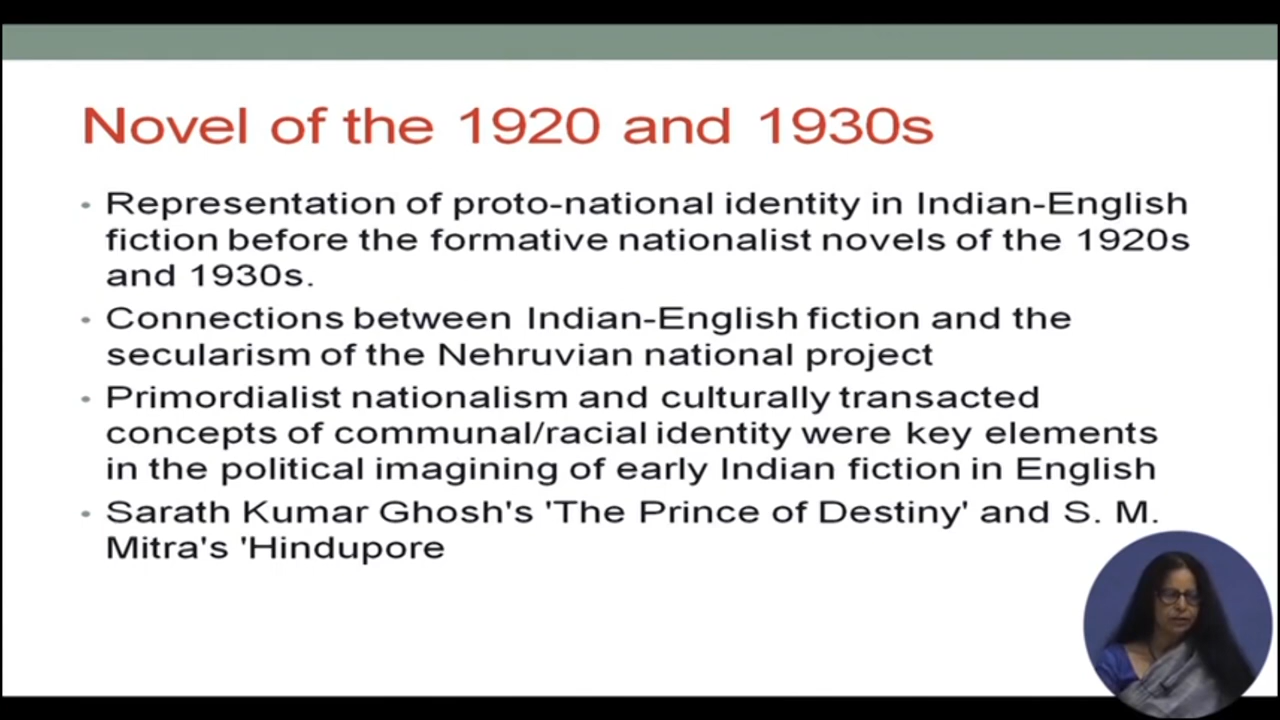 Novel of the 1920 and 1930s
• Representation of proto-national identity in Indian-English
fiction before the formative nationalist novels of the 1920s
and 1930s.
• Connections between Indian-English fiction and the
secularism of the Nehruvian national project
• Primordialist nationalism and culturally transacted
concepts of communal/racial identity were key elements
in the political imagining of early Indian fiction in English
• Sarath Kumar Ghosh's 'The Prince of Destiny' and S. M.
Mitra's 'Hindupore